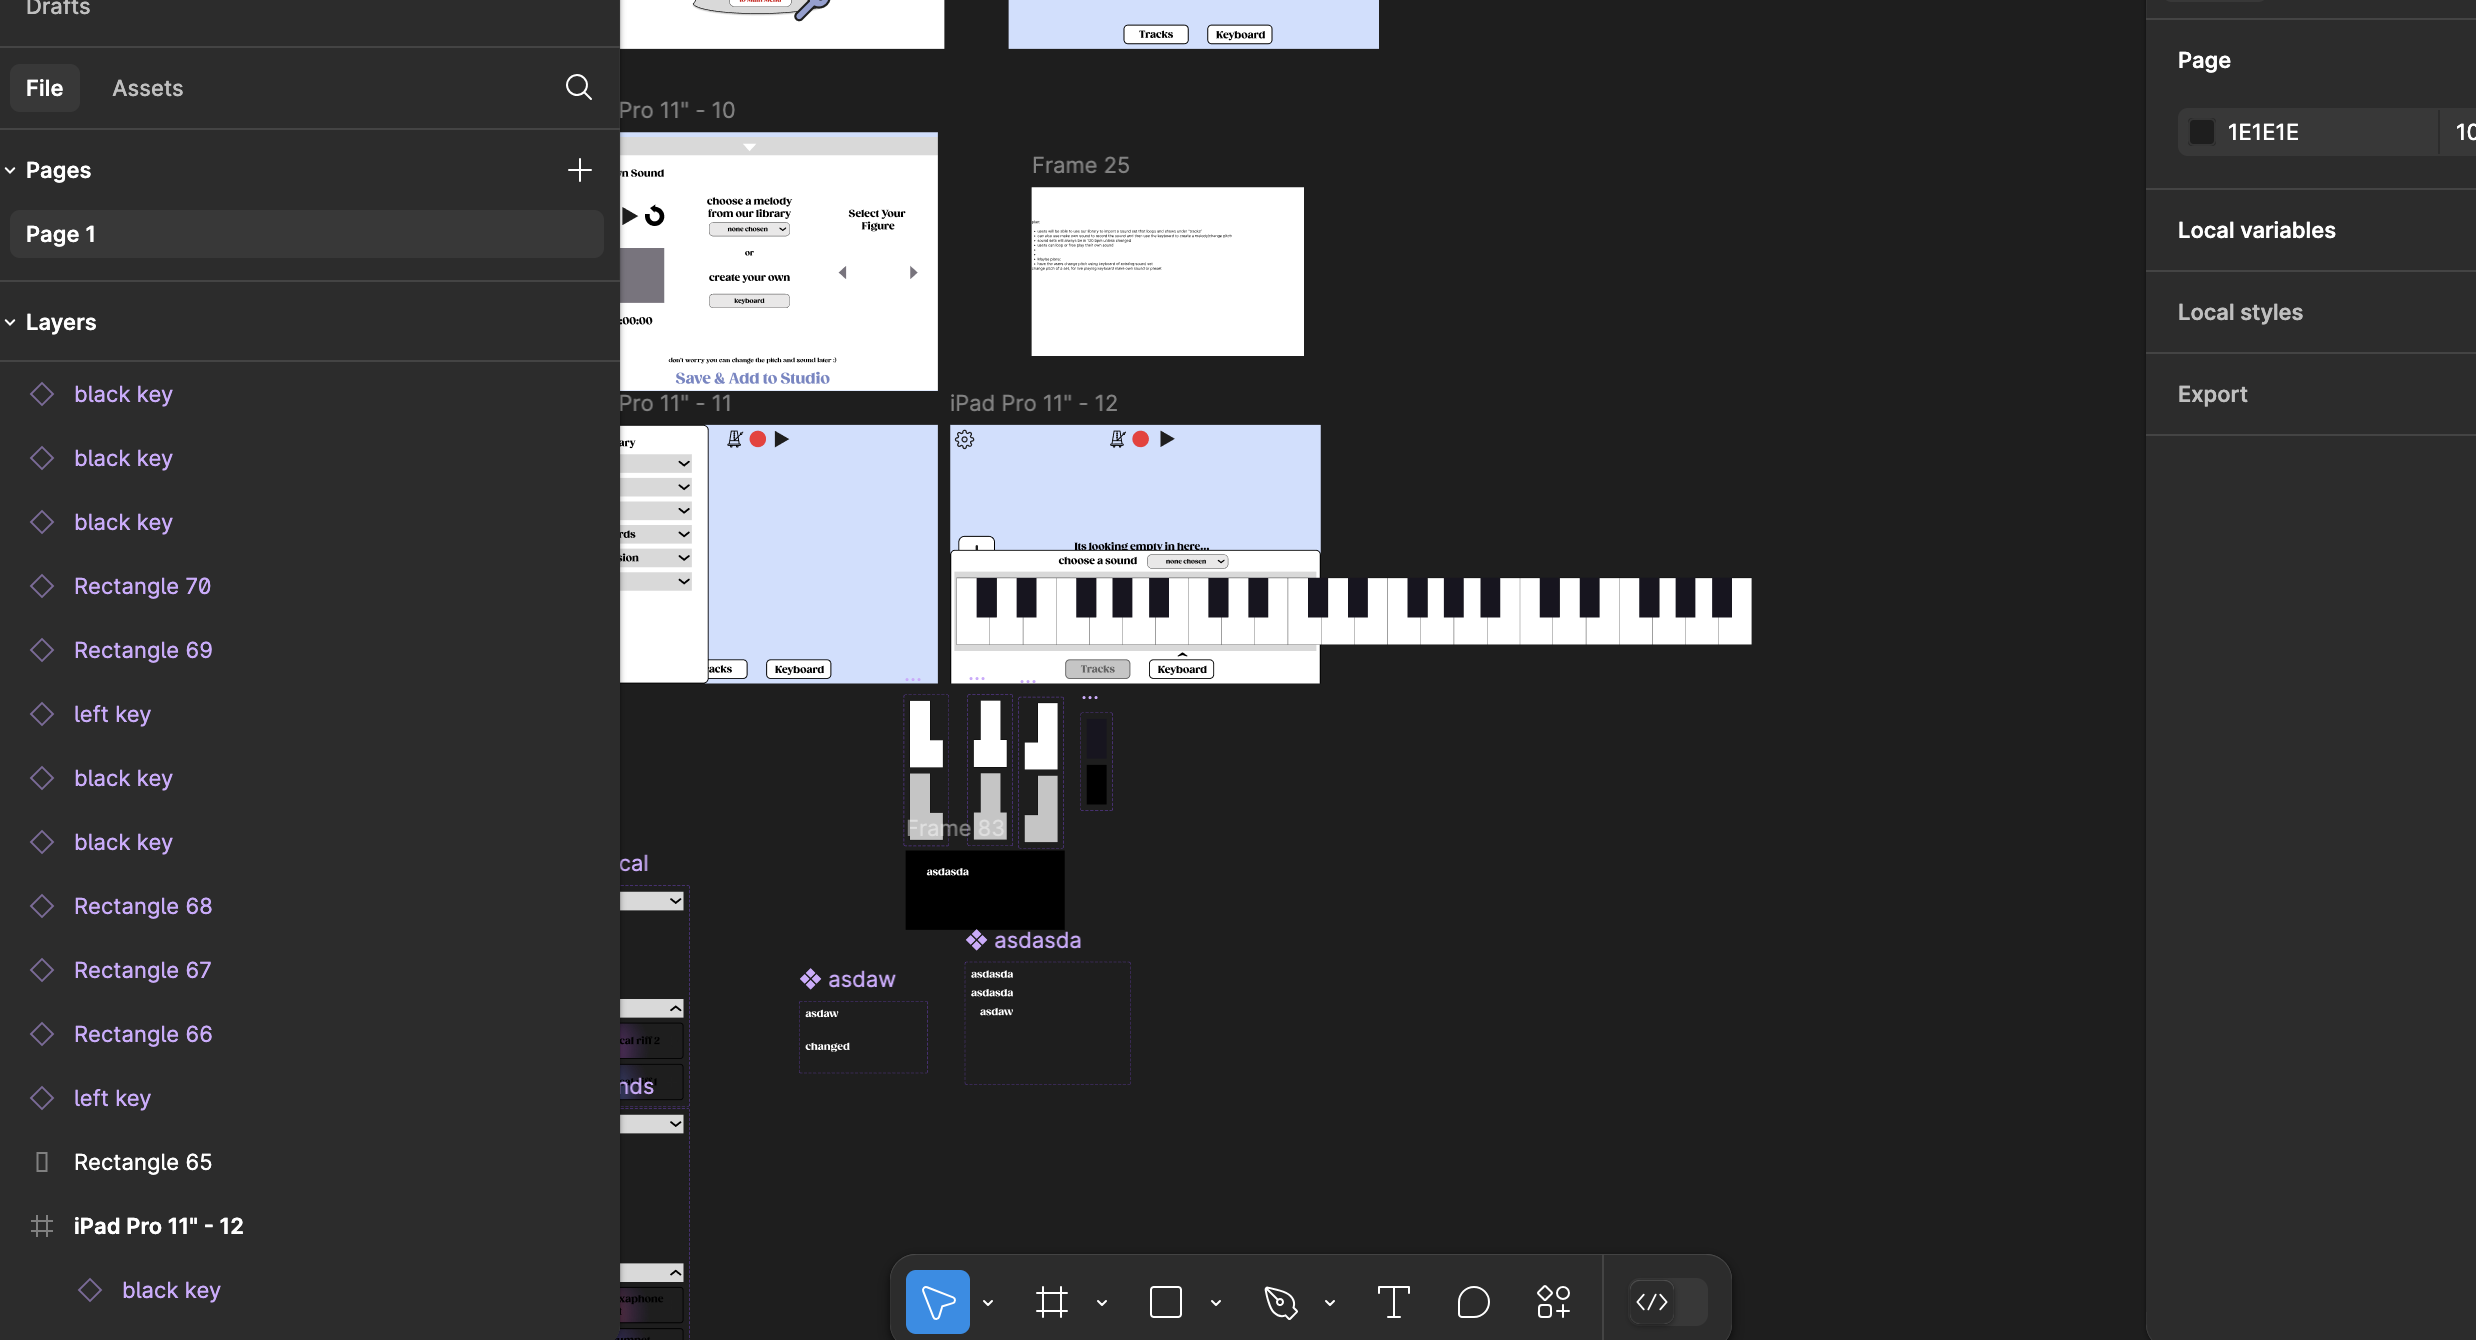 Drafts
File
Assets
Pages
Page 1
Layers
black key
black key
black key
Rectangle 70
Rectangle 69
left key
black key
black key
Rectangle 68
Rectangle 67
Rectangle 66
left key
Rectangle 65
iPad Pro 11" - 12
black key
to Main Menu
Tracks
Keyboard
Pro 11" - 10
n Sound
choose a melody
from our library
none chosen
or
create your own
keyboard
Select Your
Figure
:00:00
don't worry you can change the pitch and sound later :)
Save & Add to Studio
Frame 25
Pro 11" - 11
ary
rds
sion
acks
Keyboard
iPad Pro 11" - 12
Its looking empty in here...
choose a sound
none chosen
Tracks
Keyboard
Frame 83
asdasda
cal
cal riff 2
nds
xaphone
asdaw
asdaw
changed
asdasda
asdasda
asdasda
asdaw
Page
1E1E1E
10
Local variables
Local styles
Export